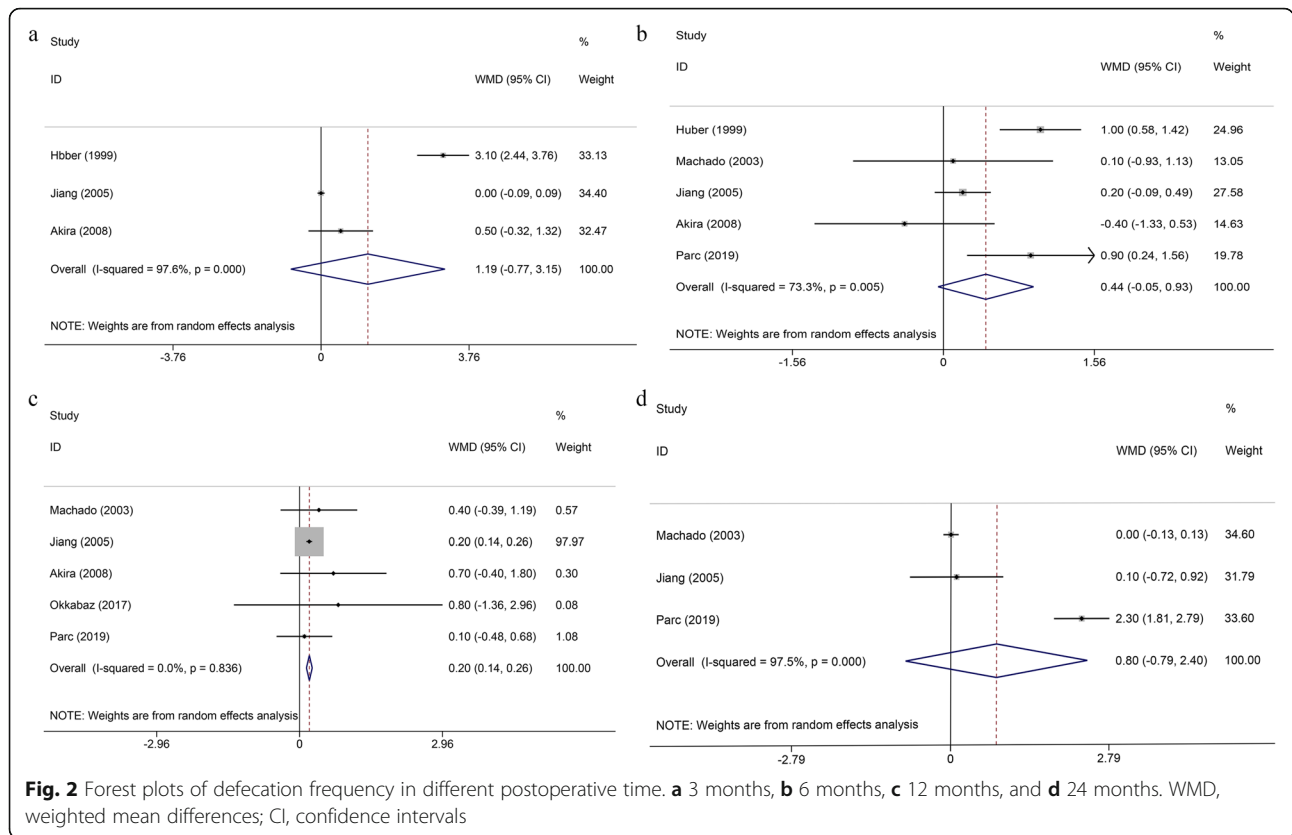 a
Study %
ID WMD (95% CI) Weight
Hbber (1999) 3.10 (2.44, 3.76) 33.13
Jiang (2005) 0.00 (-0.09, 0.09) 34.40
Akira (2008) 0.50 (-0.32, 1.32) 32.47
Overall (I-squared = 97.6%, p = 0.000) 1.19 (-0.77, 3.15) 100.00
NOTE: Weights are from random effects analysis
-3.76 0 3.76
b
Study %
ID WMD (95% CI) Weight
Huber (1999) 1.00 (0.58, 1.42) 24.96
Machado (2003) 0.10 (-0.93, 1.13) 13.05
Jiang (2005) 0.20 (-0.09, 0.49) 27.58
Akira (2008) -0.40 (-1.33, 0.53) 14.63
Parc (2019) 0.90 (0.24, 1.56) 19.78
Overall (I-squared = 73.3%, p = 0.005) 0.44 (-0.05, 0.93) 100.00
NOTE: Weights are from random effects analysis
-1.56 0 1.56
c
Study %
ID WMD (95% CI) Weight
Machado (2003) 0.40 (-0.39, 1.19) 0.57
Jiang (2005) 0.20 (0.14, 0.26) 97.97
Akira (2008) 0.70 (-0.40, 1.80) 0.30
Okkabaz (2017) 0.80 (-1.36, 2.96) 0.08
Parc (2019) 0.10 (-0.48, 0.68) 1.08
Overall (I-squared = 0.0%, p = 0.836) 0.20 (0.14, 0.26) 100.00
NOTE: Weights are from random effects analysis
-2.96 0 2.96
d
Study %
ID WMD (95% CI) Weight
Machado (2003) 0.00 (-0.13, 0.13) 34.60
Jiang (2005) 0.10 (-0.72, 0.92) 31.79
Parc (2019) 2.30 (1.81, 2.79) 33.60
Overall (I-squared = 97.5%, p = 0.000) 0.80 (-0.79, 2.40) 100.00
NOTE: Weights are from random effects analysis
-2.79 0 2.79
Fig. 2 Forest plots of defecation frequency in different postoperative time. a 3 months, b 6 months, c 12 months, and d 24 months. WMD,
weighted mean differences; CI, confidence intervals